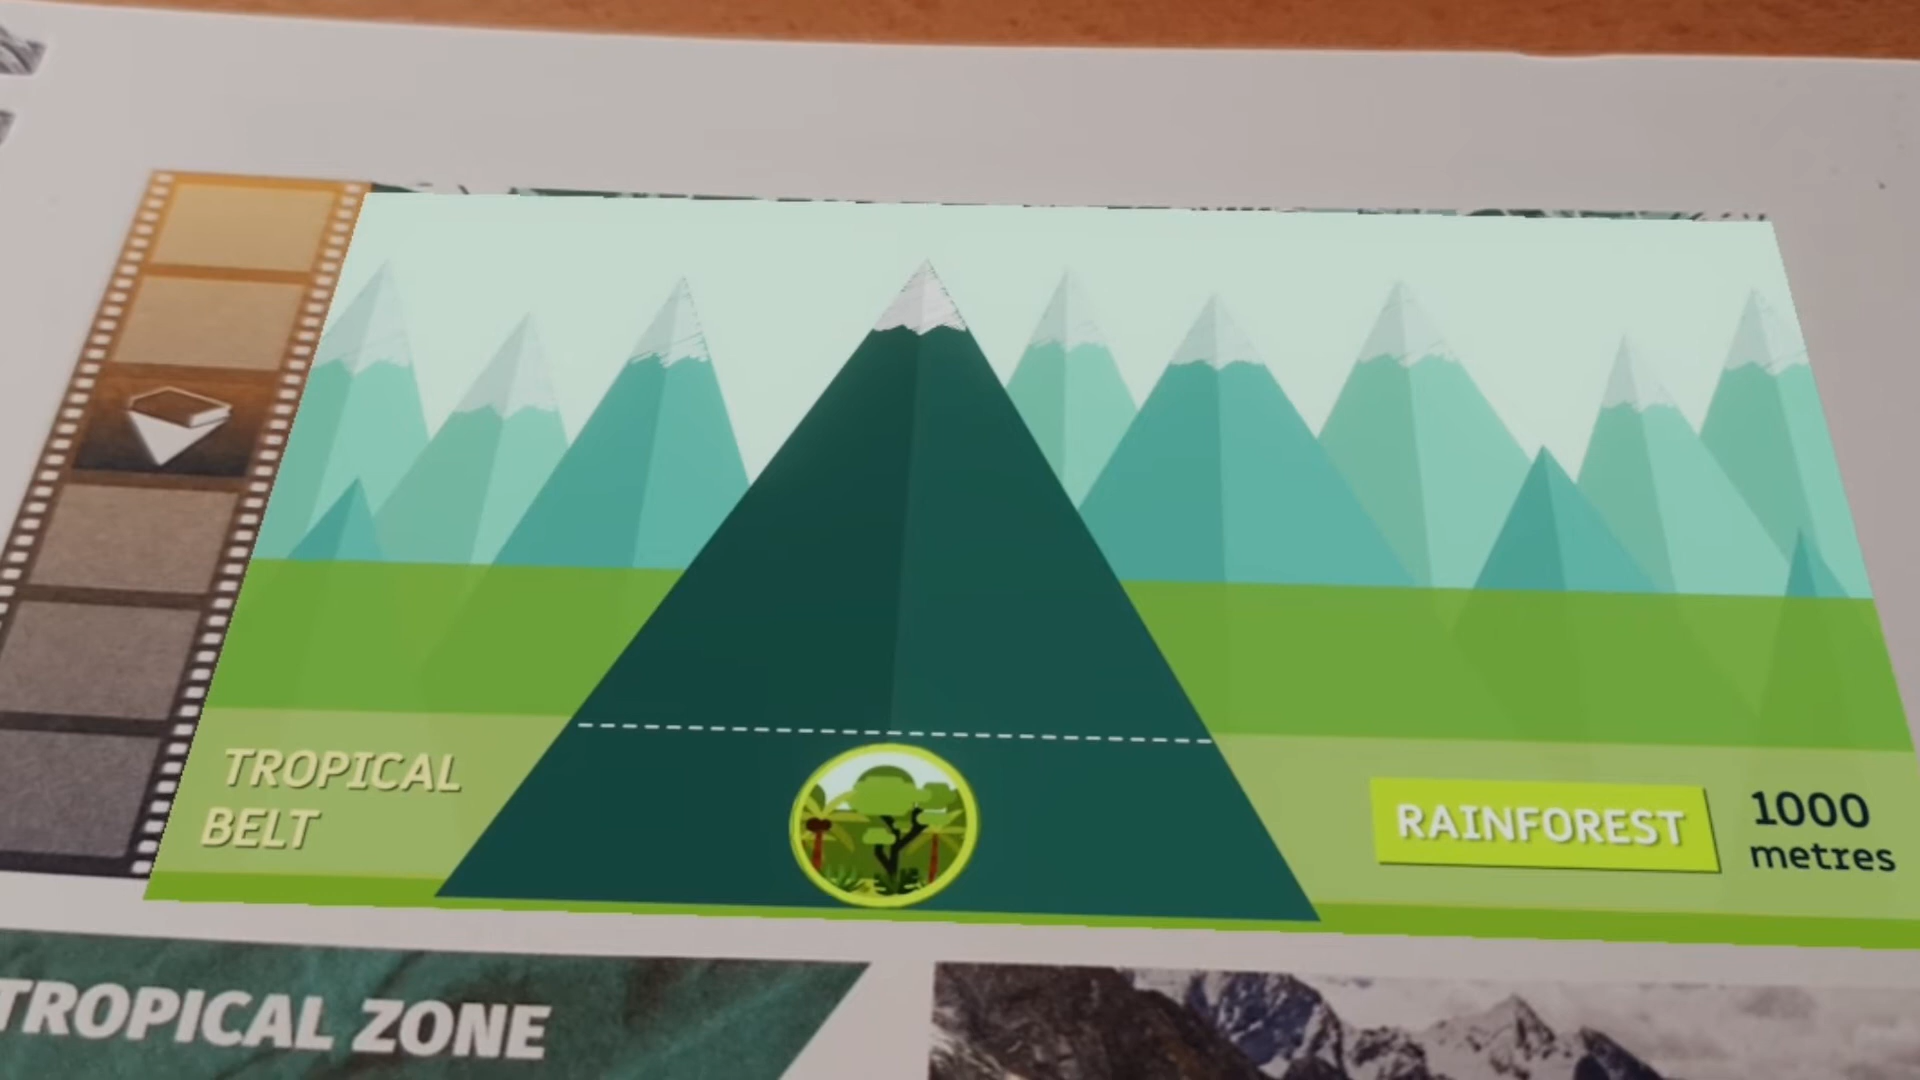 TROPICAL
BELT
RAINFOREST
1000
metres
TROPICAL ZONE